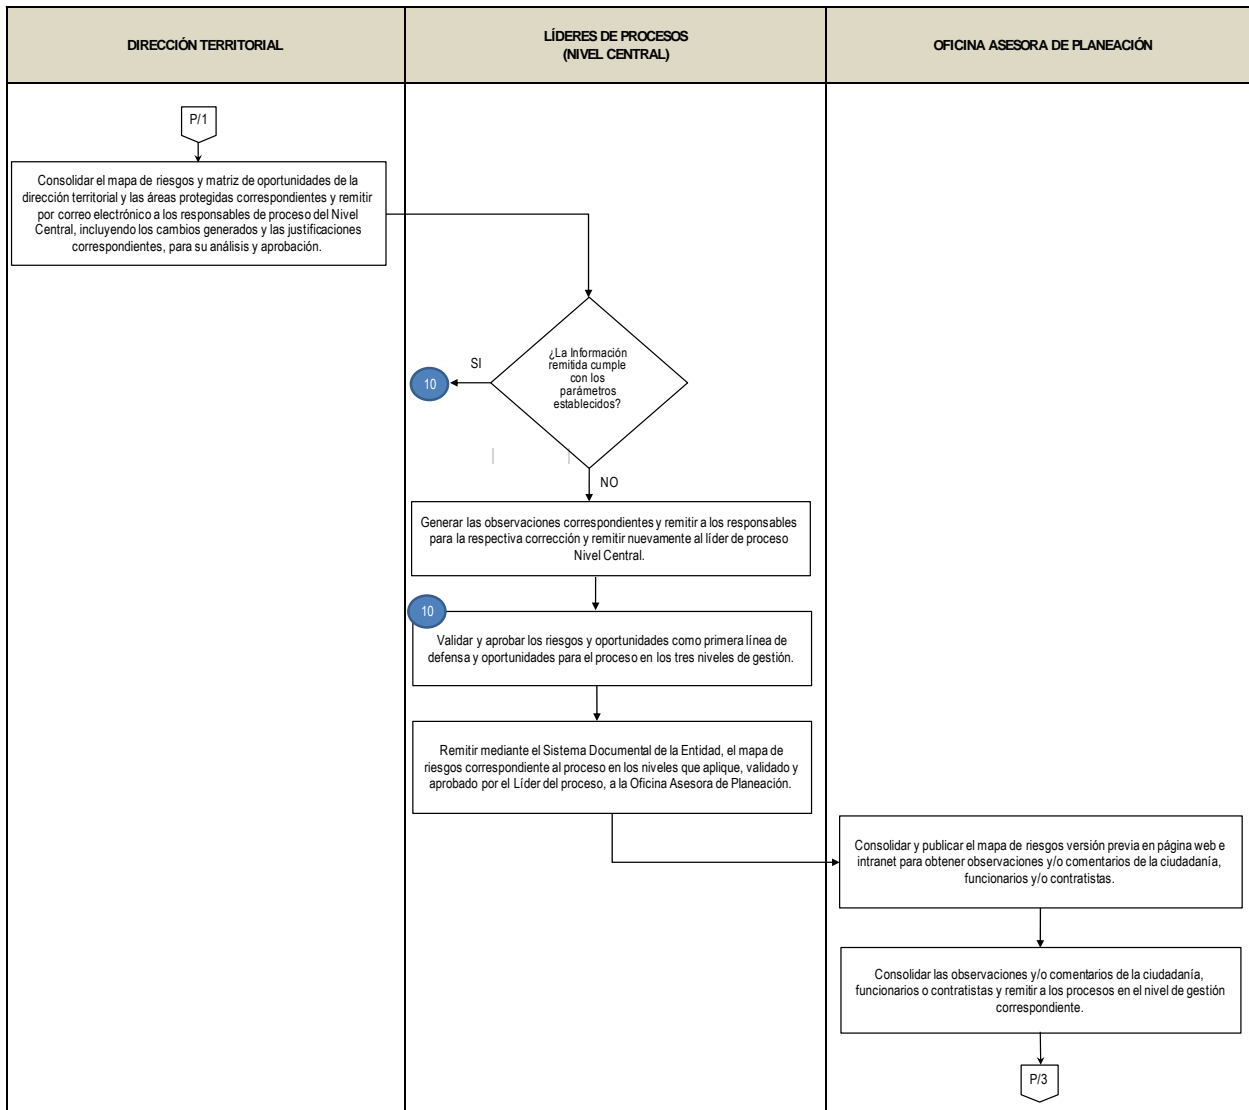 DIRECCIÓN TERRITORIAL
LÍDERES DE PROCESOS
(NIVEL CENTRAL)
OFICINA ASESORA DE PLANEACIÓN
P/1
Consolidar el mapa de riesgos y matriz de oportunidades de la
dirección territorial y las áreas protegidas correspondientes y remitir
por correo electrónico a los responsables de proceso del Nivel
Central, incluyendo los cambios generados y las justificaciones
correspondientes, para su análisis y aprobación.
¿La Información
remitida cumple
con los
parámetros
establecidos?
SI
10
NO
Generar las observaciones correspondientes y remitir a los responsables
para la respectiva corrección y remitir nuevamente al líder de proceso
Nivel Central.
10
Validar y aprobar los riesgos y oportunidades como primera línea de
defensa y oportunidades para el proceso en los tres niveles de gestión.
Remitir mediante el Sistema Documental de la Entidad, el mapa de
riesgos correspondiente al proceso en los niveles que aplique, validado y
aprobado por el Líder del proceso, a la Oficina Asesora de Planeación.
Consolidar y publicar el mapa de riesgos versión previa en página web e
intranet para obtener observaciones y/o comentarios de la ciudadanía,
funcionarios y/o contratistas.
Consolidar las observaciones y/o comentarios de la ciudadanía,
funcionarios o contratistas y remitir a los procesos en el nivel de gestión
correspondiente.
P/3